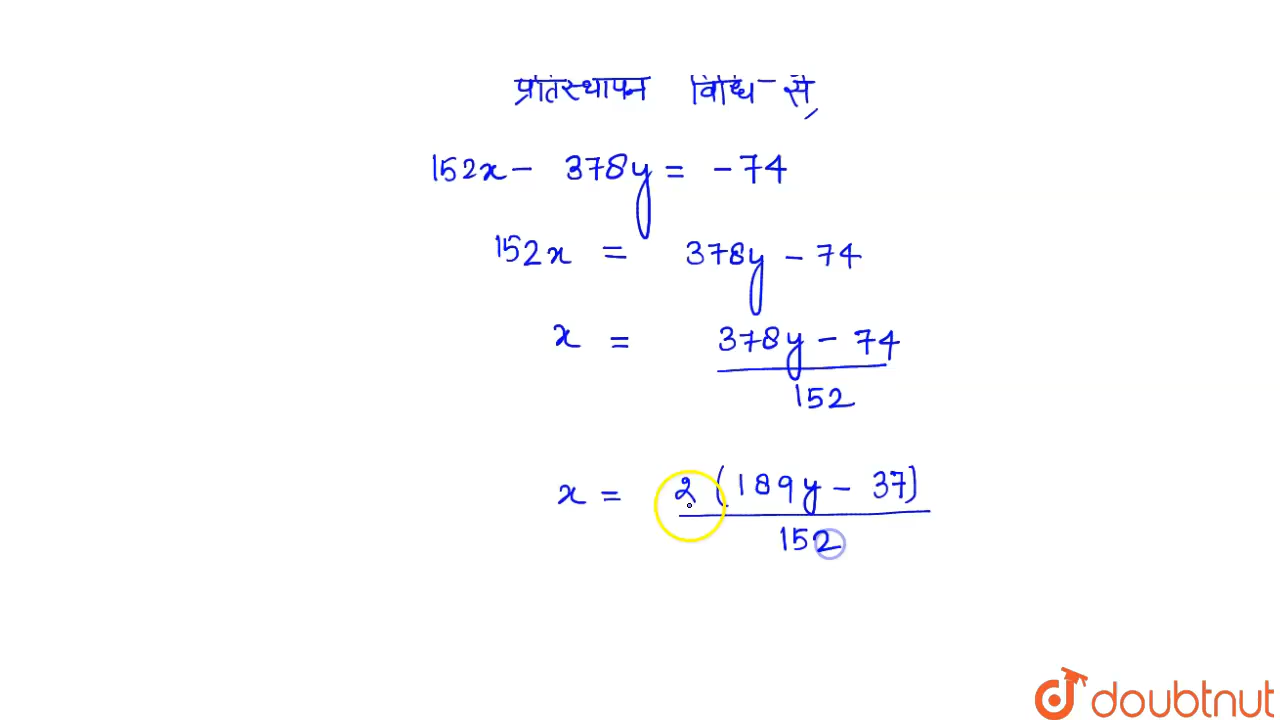 प्रतिस्थापन विधि से,
152x - 378y = -74
152x = 378y - 74
x = 378y - 74
152
x = 2 (189y - 37)
152
doubtnut